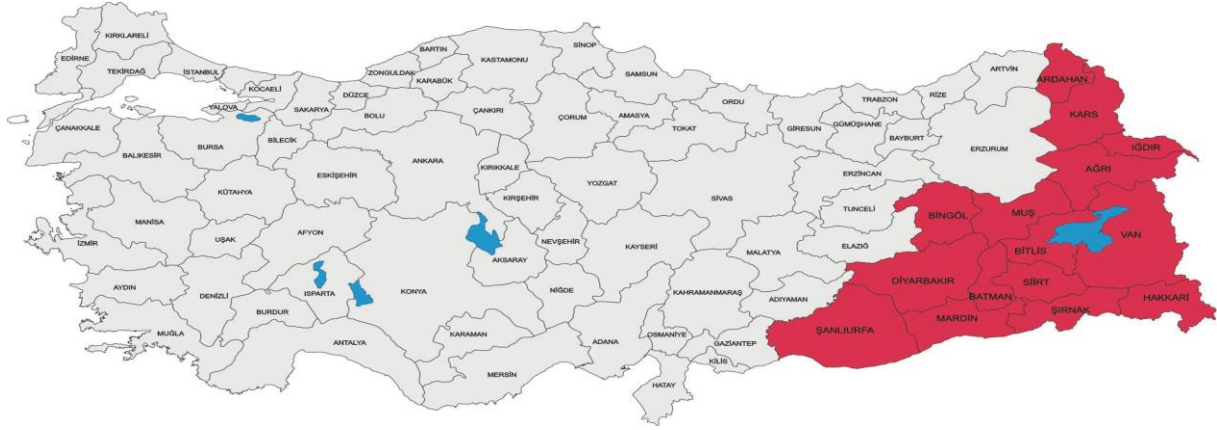 KIRKLARELİ
EDİRNE
TEKİRDAĞ
İSTANBUL
KOCAELİ
YALOVA
SAKARYA
DÜZCE
ZONGULDAK
BARTIN
KARABÜK
KASTAMONU
SİNOP
SAMSUN
ORDU
GİRESUN
TRABZON
RİZE
ARTVİN
ARDAHAN
KARS
IĞDIR
AĞRI
ERZURUM
BAYBURT
GÜMÜŞHANE
ERZİNCAN
TUNCELİ
TOKAT
AMASYA
ÇORUM
ÇANKIRI
BOLU
BİLECİK
BURSA
ÇANAKKALE
BALIKESİR
KÜTAHYA
ESKİŞEHİR
ANKARA
KIRIKKALE
KIRŞEHİR
YOZGAT
SİVAS
MANİSA
İZMİR
UŞAK
AFYON
AKSARAY
NEVŞEHİR
KAYSERİ
MALATYA
ELAZIĞ
BİNGÖL
MUŞ
BİTLİS
VAN
AYDIN
DENİZLİ
ISPARTA
BURDUR
KONYA
NİĞDE
KAHRAMANMARAŞ
ADIYAMAN
DİYARBAKIR
BATMAN
SİİRT
HAKKARİ
ŞIRNAK
MARDİN
ŞANLIURFA
MUĞLA
ANTALYA
KARAMAN
MERSİN
ADANA
OSMANİYE
GAZİANTEP
KİLİS
HATAY